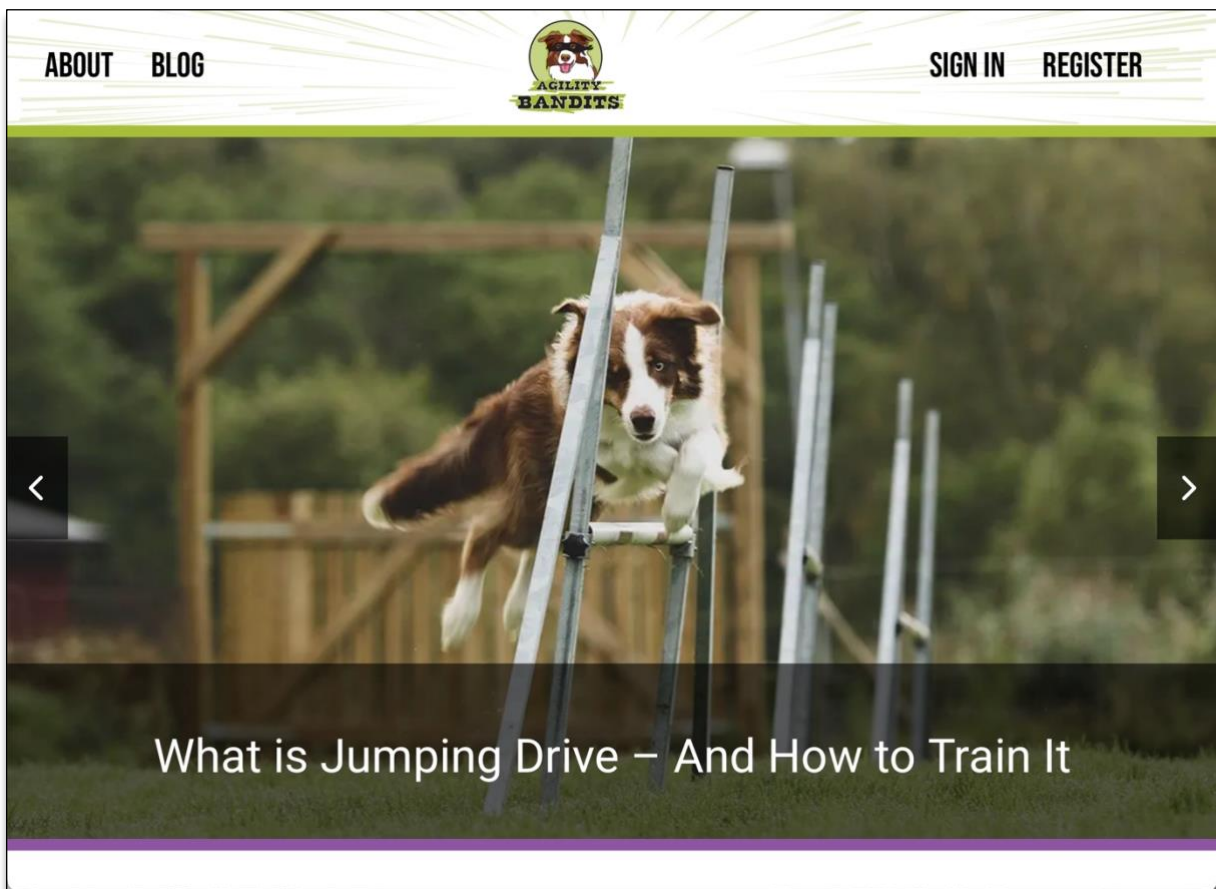 ABOUT BLOG
AGILITY
BANDITS
SIGN IN REGISTER
What is Jumping Drive – And How to Train It